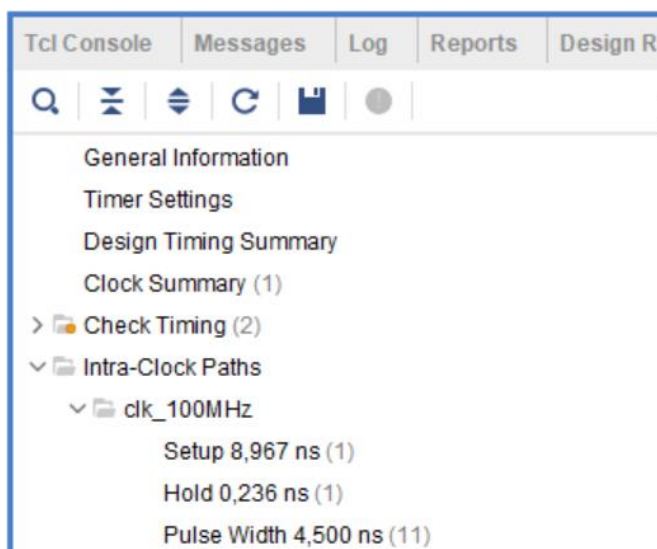 Tcl Console Messages Log Reports Design R
General Information
Timer Settings
Design Timing Summary
Clock Summary (1)
Check Timing (2)
Intra-Clock Paths
clk_100MHz
Setup 8,967 ns (1)
Hold 0,236 ns (1)
Pulse Width 4,500 ns (11)